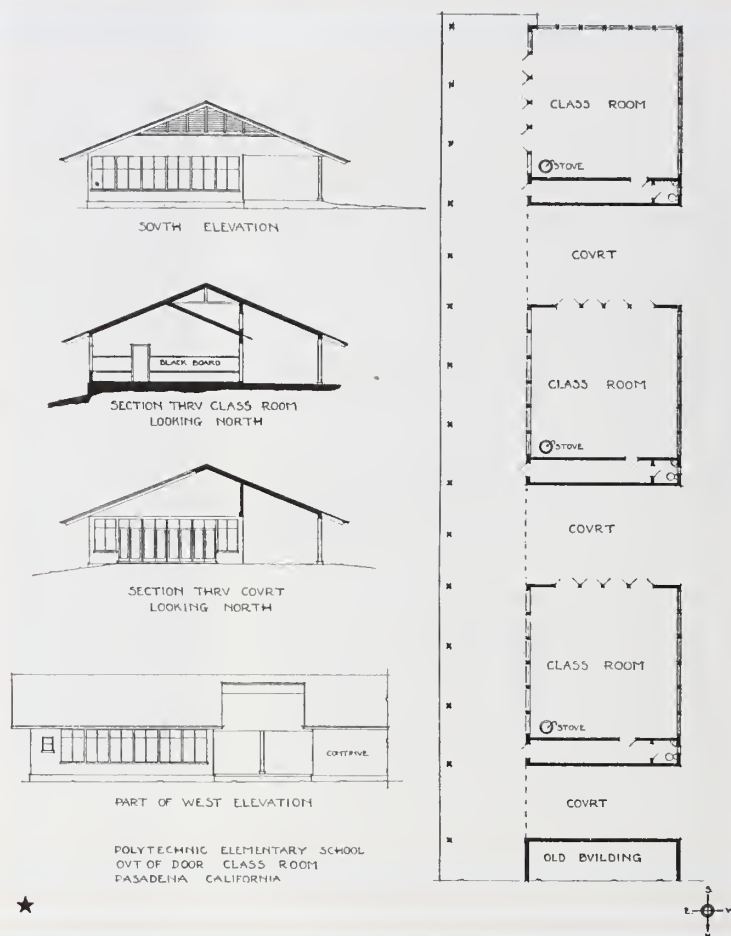 SOVTH ELEVATION
BLACK BOARD
SECTION THRV CLASS ROOM
LOOKING NORTH
SECTION THRV COVRT
LOOKING NORTH
CONTINVE
PART OF WEST ELEVATION
POLYTECHNIC ELEMENTARY SCHOOL
OVT OF DOOR CLASS ROOM
PASADENA CALIFORNIA
CLASS ROOM
STOVE
COVRT
CLASS ROOM
STOVE
COVRT
CLASS ROOM
STOVE
COVRT
OLD BUILDING
S.
E. W
N